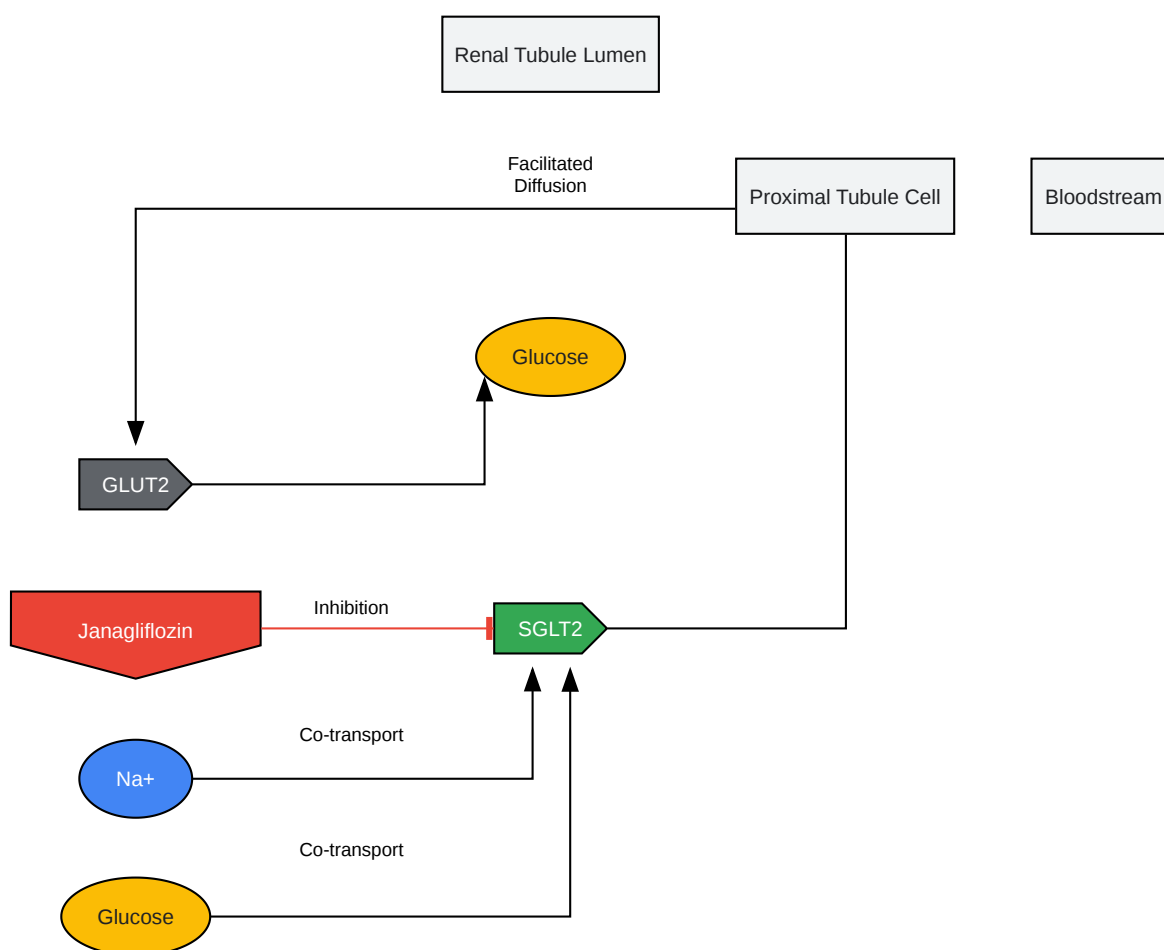 Renal Tubule Lumen
Facilitated
Diffusion
Proximal Tubule Cell
Bloodstream
Glucose
GLUT2
Inhibition
Janagliflozin
SGLT2
Co-transport
Na+
Co-transport
Glucose